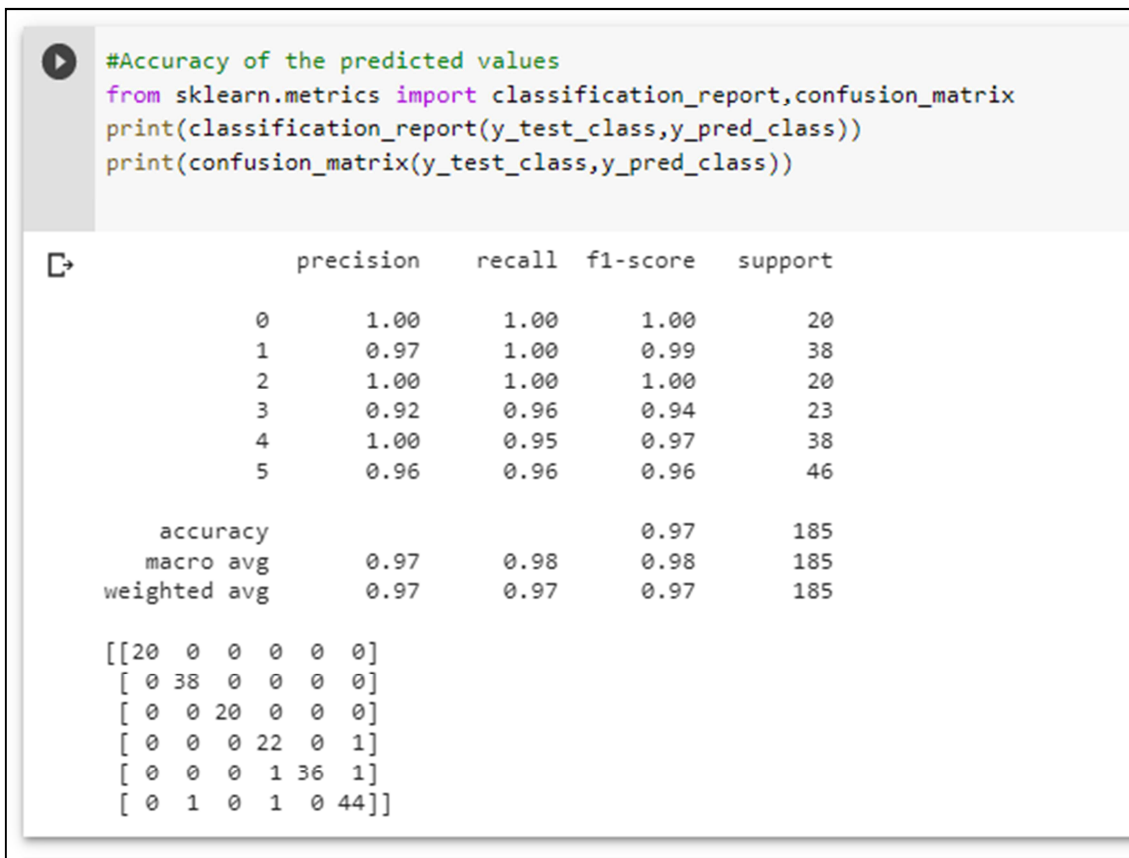 #Accuracy of the predicted values
from sklearn.metrics import classification_report,confusion_matrix
print(classification_report(y_test_class,y_pred_class))
print(confusion_matrix(y_test_class,y_pred_class))
precision recall f1-score support
0 1.00 1.00 1.00 20
1 0.97 1.00 0.99 38
2 1.00 1.00 1.00 20
3 0.92 0.96 0.94 23
4 1.00 0.95 0.97 38
5 0.96 0.96 0.96 46
accuracy 0.97 185
macro avg 0.97 0.98 0.98 185
weighted avg 0.97 0.97 0.97 185
[[20 0 0 0 0 0]
[ 0 38 0 0 0 0]
[ 0 0 20 0 0 0]
[ 0 0 0 22 0 1]
[ 0 0 0 1 36 1]
[ 0 1 0 1 0 44]]